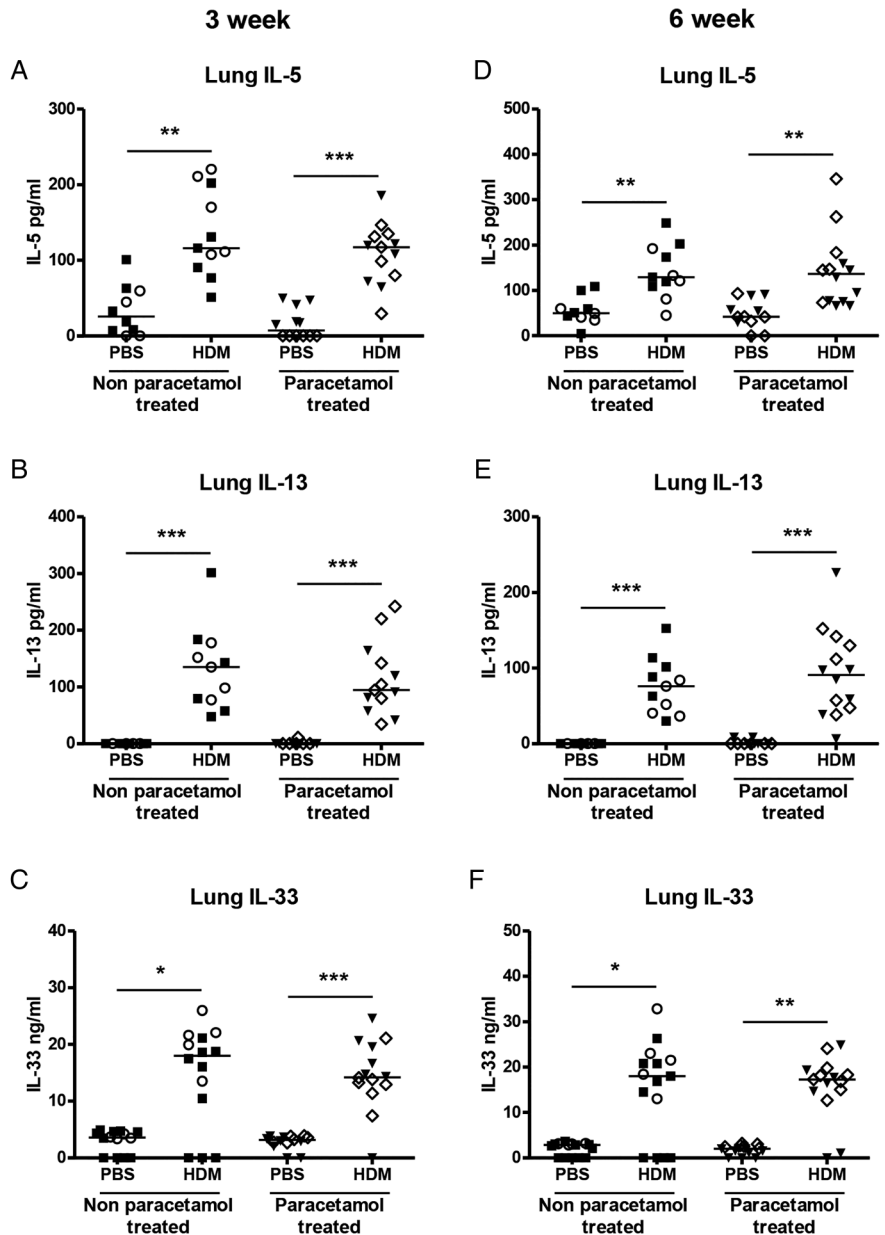 3 week
6 week
A
Lung IL-5
IL-5 pg/ml
300
200
100
0
**
***
PBS HDM PBS HDM
Non paracetamol treated
Paracetamol treated
D
Lung IL-5
IL-5 pg/ml
500
400
300
200
100
0
**
**
PBS HDM PBS HDM
Non paracetamol treated
Paracetamol treated
B
Lung IL-13
IL-13 pg/ml
400
300
200
100
0
***
***
PBS HDM PBS HDM
Non paracetamol treated
Paracetamol treated
E
Lung IL-13
IL-13 pg/ml
300
200
100
0
***
***
PBS HDM PBS HDM
Non paracetamol treated
Paracetamol treated
C
Lung IL-33
IL-33 ng/ml
40
30
20
10
0
*
***
PBS HDM PBS HDM
Non paracetamol treated
Paracetamol treated
F
Lung IL-33
IL-33 ng/ml
50
40
30
20
10
0
*
**
PBS HDM PBS HDM
Non paracetamol treated
Paracetamol treated